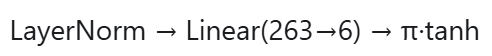 LayerNorm → Linear(263→6) → π·tanh